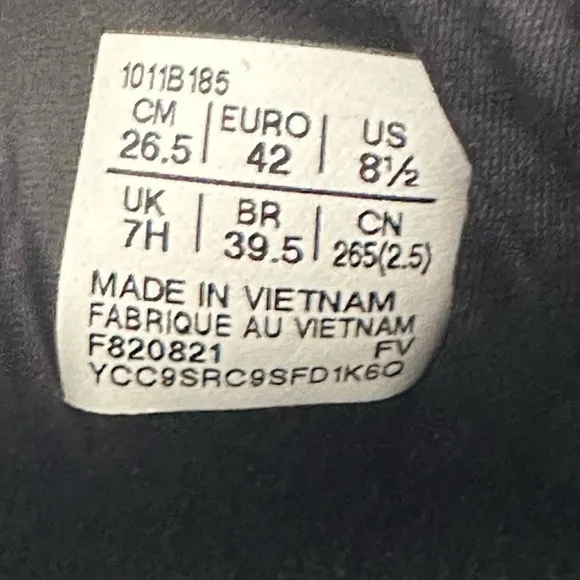 1011B185
CM | EURO | US
26.5 | 42 | 8½
UK | BR | CN
7H | 39.5 | 265(2.5)
MADE IN VIETNAM
FABRIQUE AU VIETNAM
F820821 FV
YCC9SRC9SFD1K6O